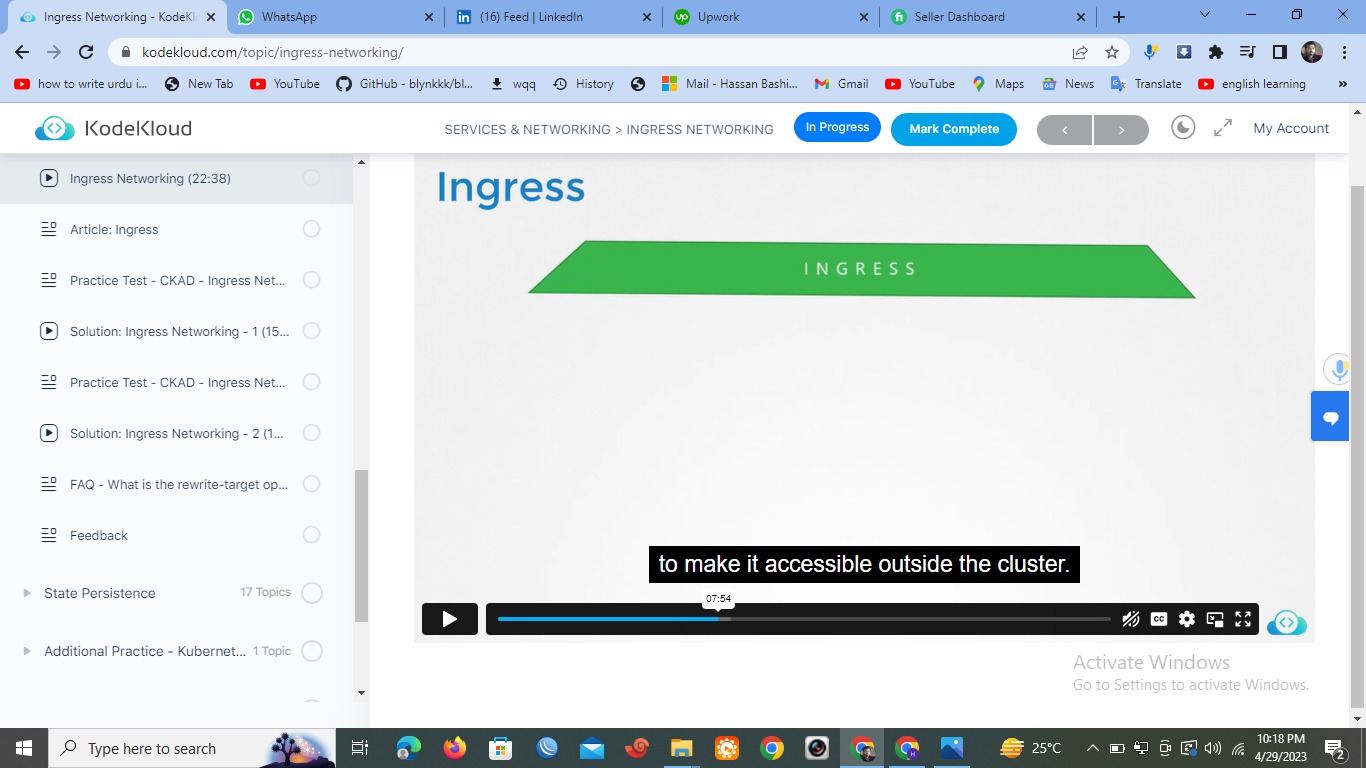 Ingress Networking - KodeKl
WhatsApp
(16) Feed | LinkedIn
Upwork
Seller Dashboard
kodekloud.com/topic/ingress-networking/
how to write urdu i...
New Tab
YouTube
GitHub - blynkkk/bl...
wqq
History
Mail - Hassan Bashi...
Gmail
YouTube
Maps
News
Translate
english learning
»
KodeKloud
SERVICES & NETWORKING > INGRESS NETWORKING
In Progress
Mark Complete
My Account
Ingress Networking (22:38)
Article: Ingress
Practice Test - CKAD - Ingress Net...
Solution: Ingress Networking - 1 (15...
Practice Test - CKAD - Ingress Net...
Solution: Ingress Networking - 2 (1...
FAQ - What is the rewrite-target op...
Feedback
State Persistence
17 Topics
Additional Practice - Kubernet...
1 Topic
Ingress
INGRESS
to make it accessible outside the cluster.
07:54
CC
Activate Windows
Go to Settings to activate Windows.
Type here to search
25°C
10:18 PM
4/29/2023
2